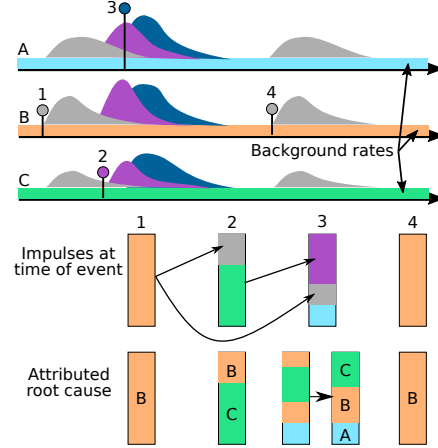 3
A
1
4
B
Background rates
2
C
1 2 3 4
Impulses at
time of event
Attributed
root cause
B
B
C
C
B
A
B